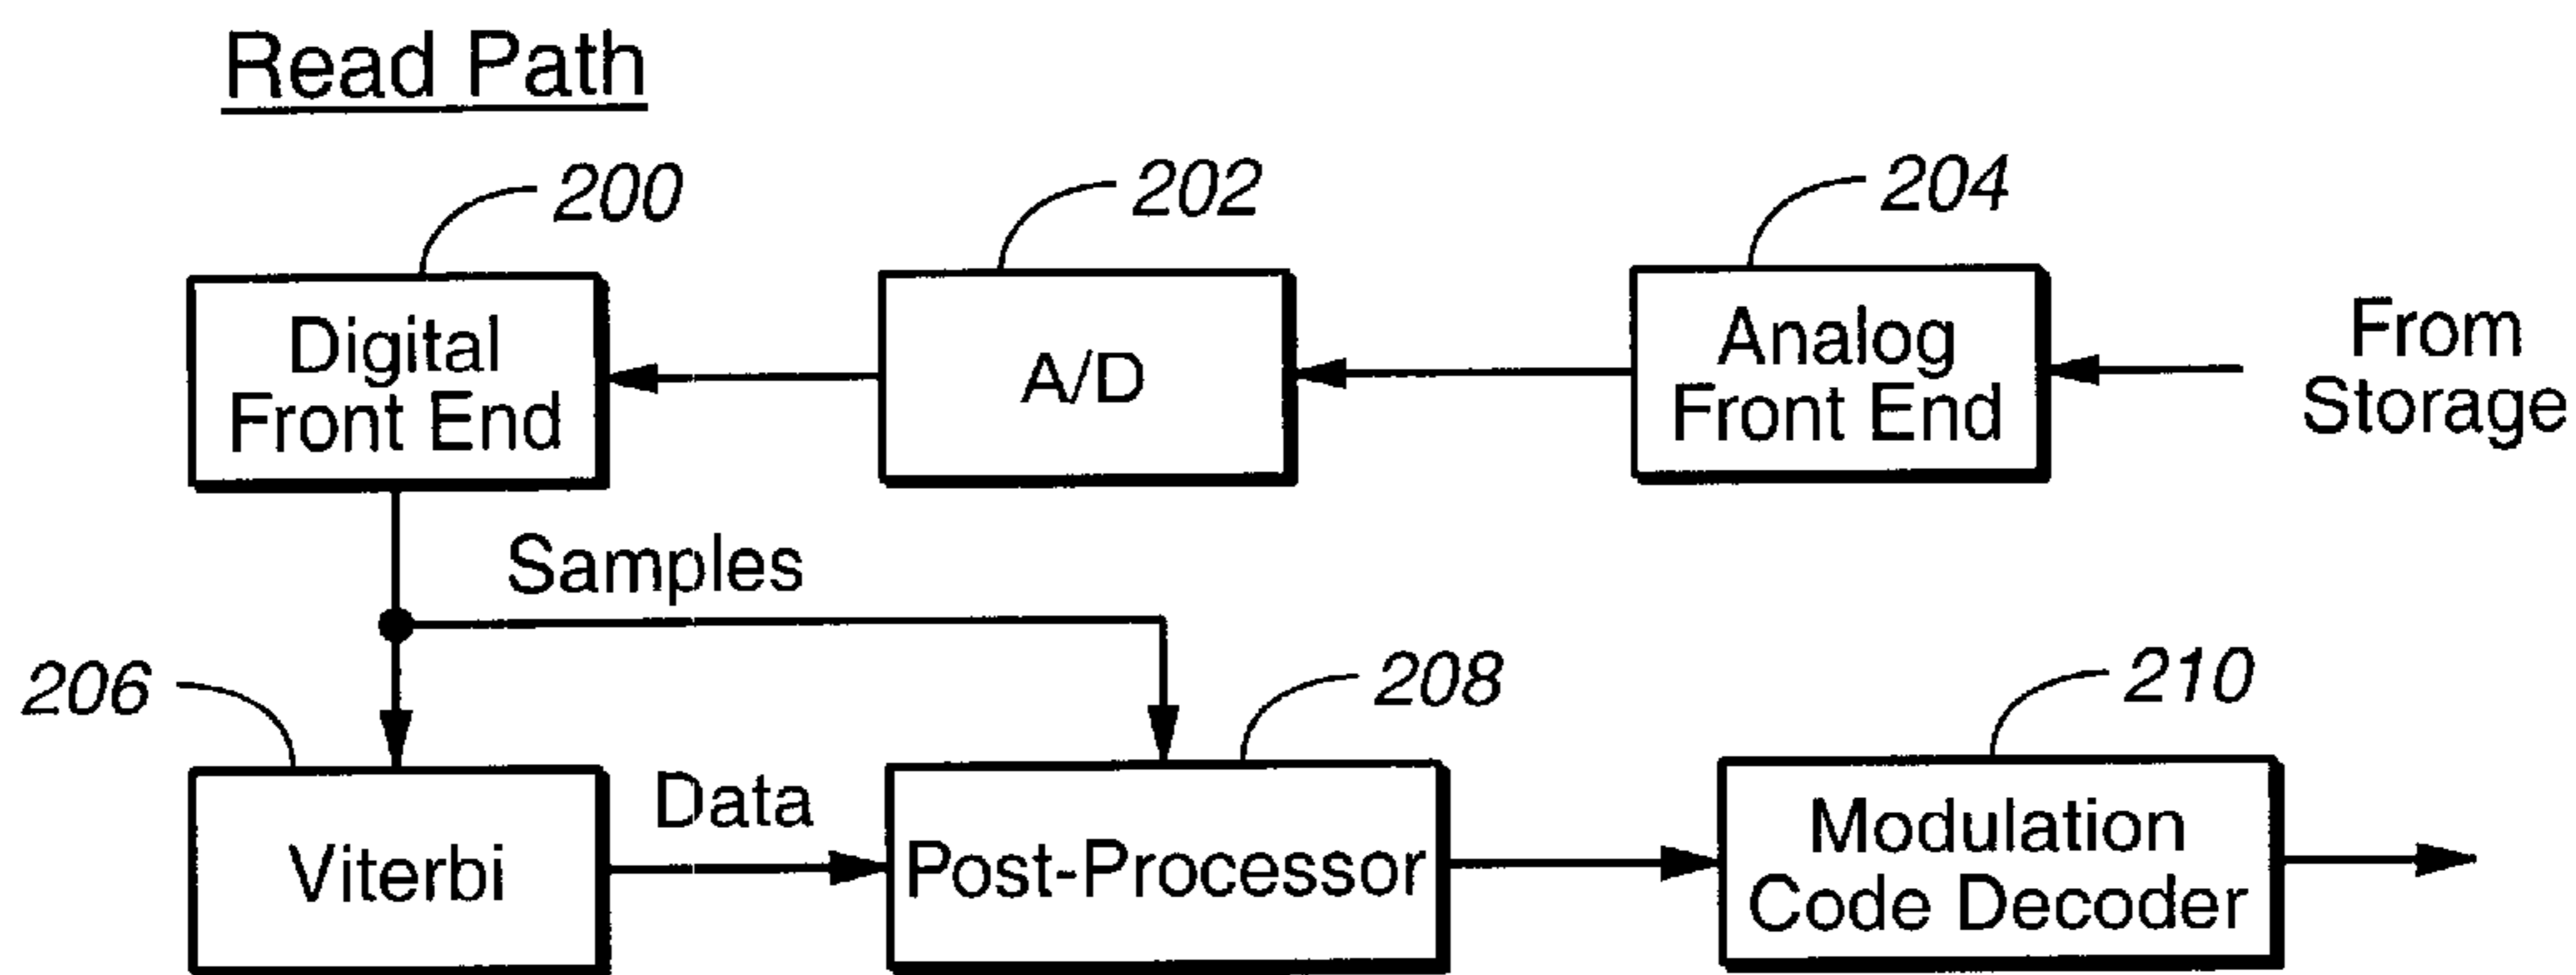 Read Path
200
202
204
Digital
Front End
A/D
Analog
Front End
From
Storage
Samples
206
208
210
Data
Viterbi
Post-Processor
Modulation
Code Decoder